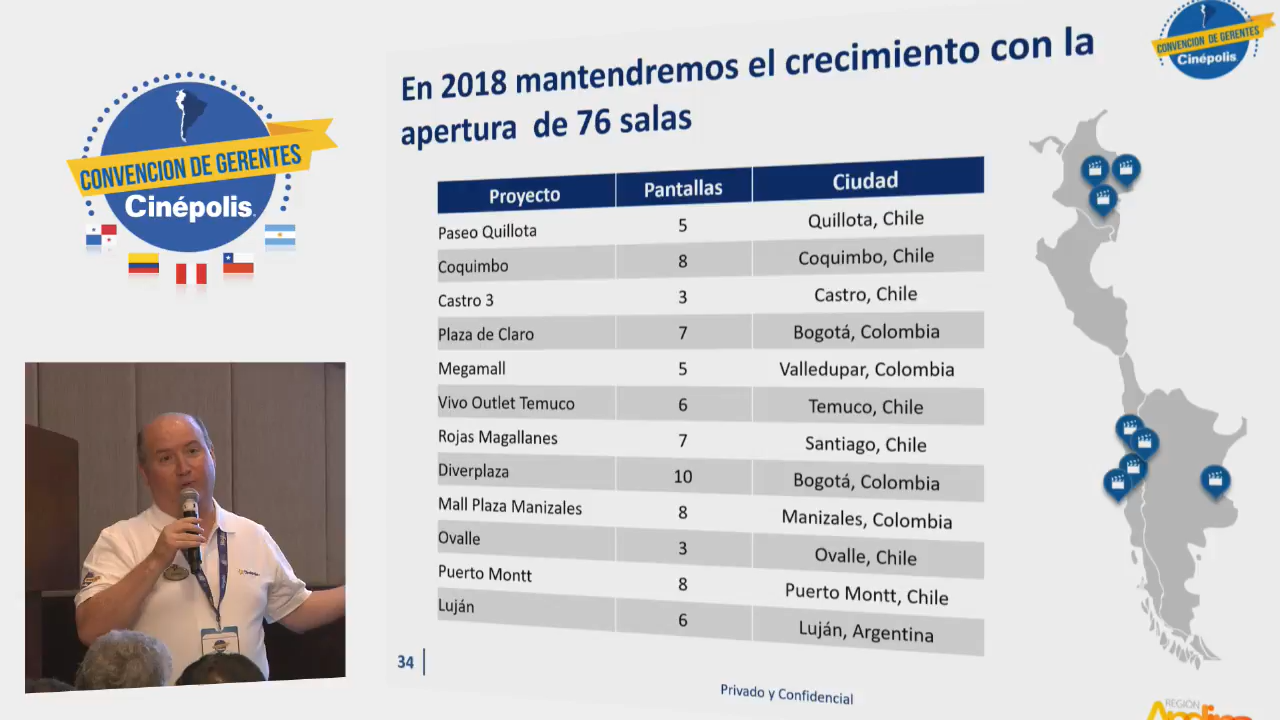 CONVENCION DE GERENTES
Cinépolis
En 2018 mantendremos el crecimiento con la
apertura de 76 salas
CONVENCION DE GERENTES
Cinépolis
Proyecto Pantallas Ciudad
Paseo Quillota 5 Quillota, Chile
Coquimbo 8 Coquimbo, Chile
Castro 3 3 Castro, Chile
Plaza de Claro 7 Bogotá, Colombia
Megamall 5 Valledupar, Colombia
Vivo Outlet Temuco 6 Temuco, Chile
Rojas Magallanes 7 Santiago, Chile
Diverplaza 10 Bogotá, Colombia
Mall Plaza Manizales 8 Manizales, Colombia
Ovalle 3 Ovalle, Chile
Puerto Montt 8 Puerto Montt, Chile
Luján 6 Luján, Argentina
34
Privado y Confidencial
REGIÓN